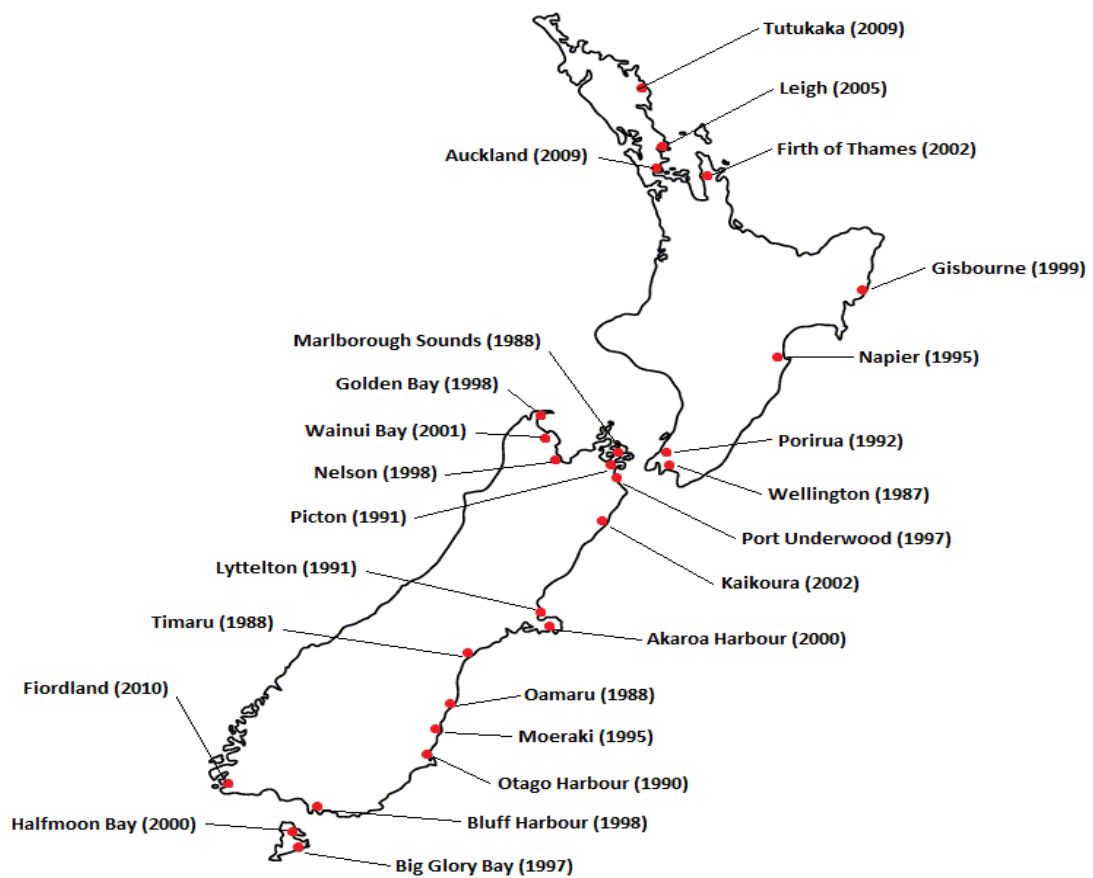 Tutukaka (2009)
Leigh (2005)
Auckland (2009)
Firth of Thames (2002)
Gisbourne (1999)
Marlborough Sounds (1988)
Napier (1995)
Golden Bay (1998)
Wainui Bay (2001)
Porirua (1992)
Nelson (1998)
Wellington (1987)
Picton (1991)
Port Underwood (1997)
Lyttelton (1991)
Kaikoura (2002)
Timaru (1988)
Akaroa Harbour (2000)
Fiordland (2010)
Oamaru (1988)
Moeraki (1995)
Otago Harbour (1990)
Halfmoon Bay (2000)
Bluff Harbour (1998)
Big Glory Bay (1997)